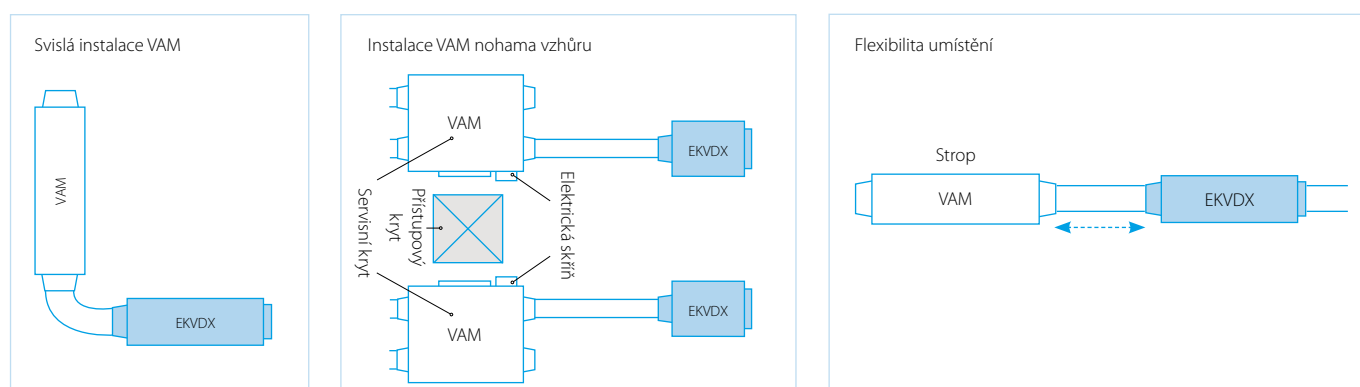 Svislá instalace VAM
VAM
EKVDX
Instalace VAM nohama vzhůru
VAM
EKVDX
Servisní kryt
Přístupový
kryt
Elektrická skříň
VAM
EKVDX
Flexibilita umístění
Strop
VAM
EKVDX